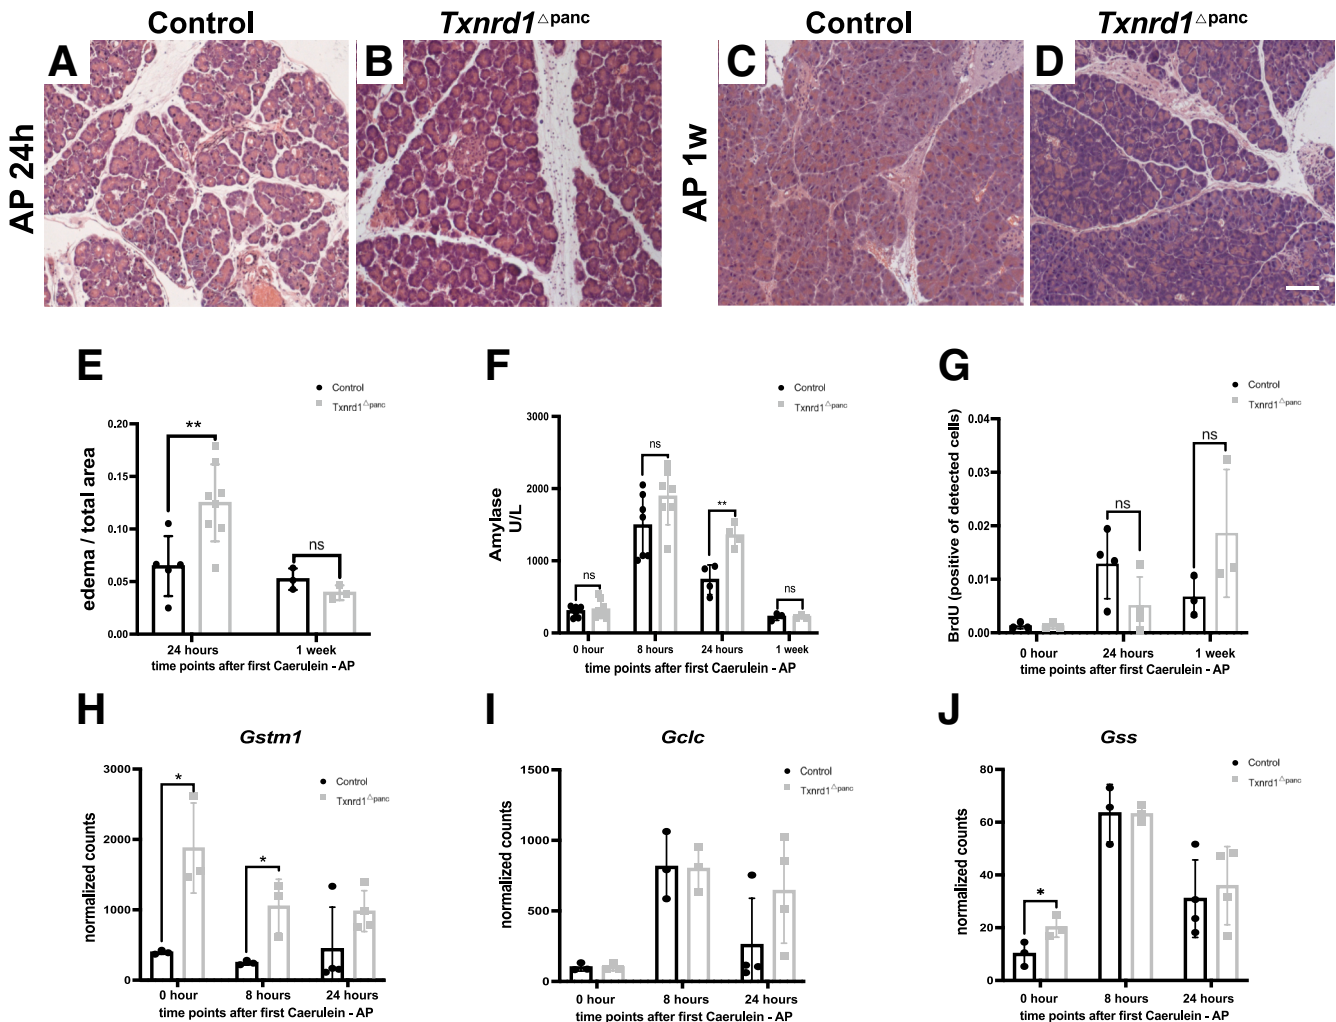 Control
Txnrd1△panc
Control
Txnrd1△panc
A
B
C
D
AP 24h
AP 1w
E
Control
Txnrd1△panc
edema / total area
0.20
0.15
0.10
0.05
0.00
**
ns
24 hours
1 week
time points after first Caerulein - AP
F
Control
Txnrd1△panc
Amylase
U/L
3000
2000
1000
0
ns
ns
**
ns
0 hour
8 hours
24 hours
1 week
time points after first Caerulein - AP
G
Control
Txnrd1△panc
BrdU (positive of detected cells)
0.04
0.03
0.02
0.01
0.00
ns
ns
0 hour
24 hours
1 week
time points after first Caerulein - AP
H
Gstm1
Control
Txnrd1△panc
normalized counts
3000
2000
1000
0
*
*
0 hour
8 hours
24 hours
time points after first Caerulein - AP
I
Gclc
Control
Txnrd1△panc
normalized counts
1500
1000
500
0
0 hour
8 hours
24 hours
time points after first Caerulein - AP
J
Gss
Control
Txnrd1△panc
normalized counts
80
60
40
20
0
*
0 hour
8 hours
24 hours
time points after first Caerulein - AP